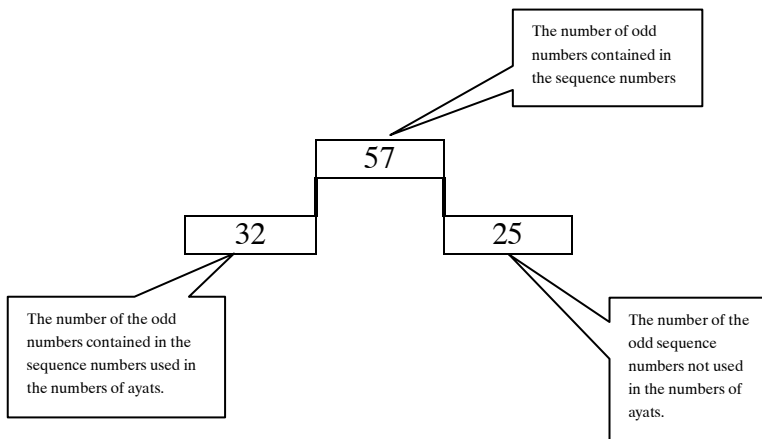 The number of odd
numbers contained in
the sequence numbers
57
32
25
The number of the odd
numbers contained in the
sequence numbers used in
the numbers of ayats.
The number of the
odd sequence
numbers not used
in the numbers of
ayats.